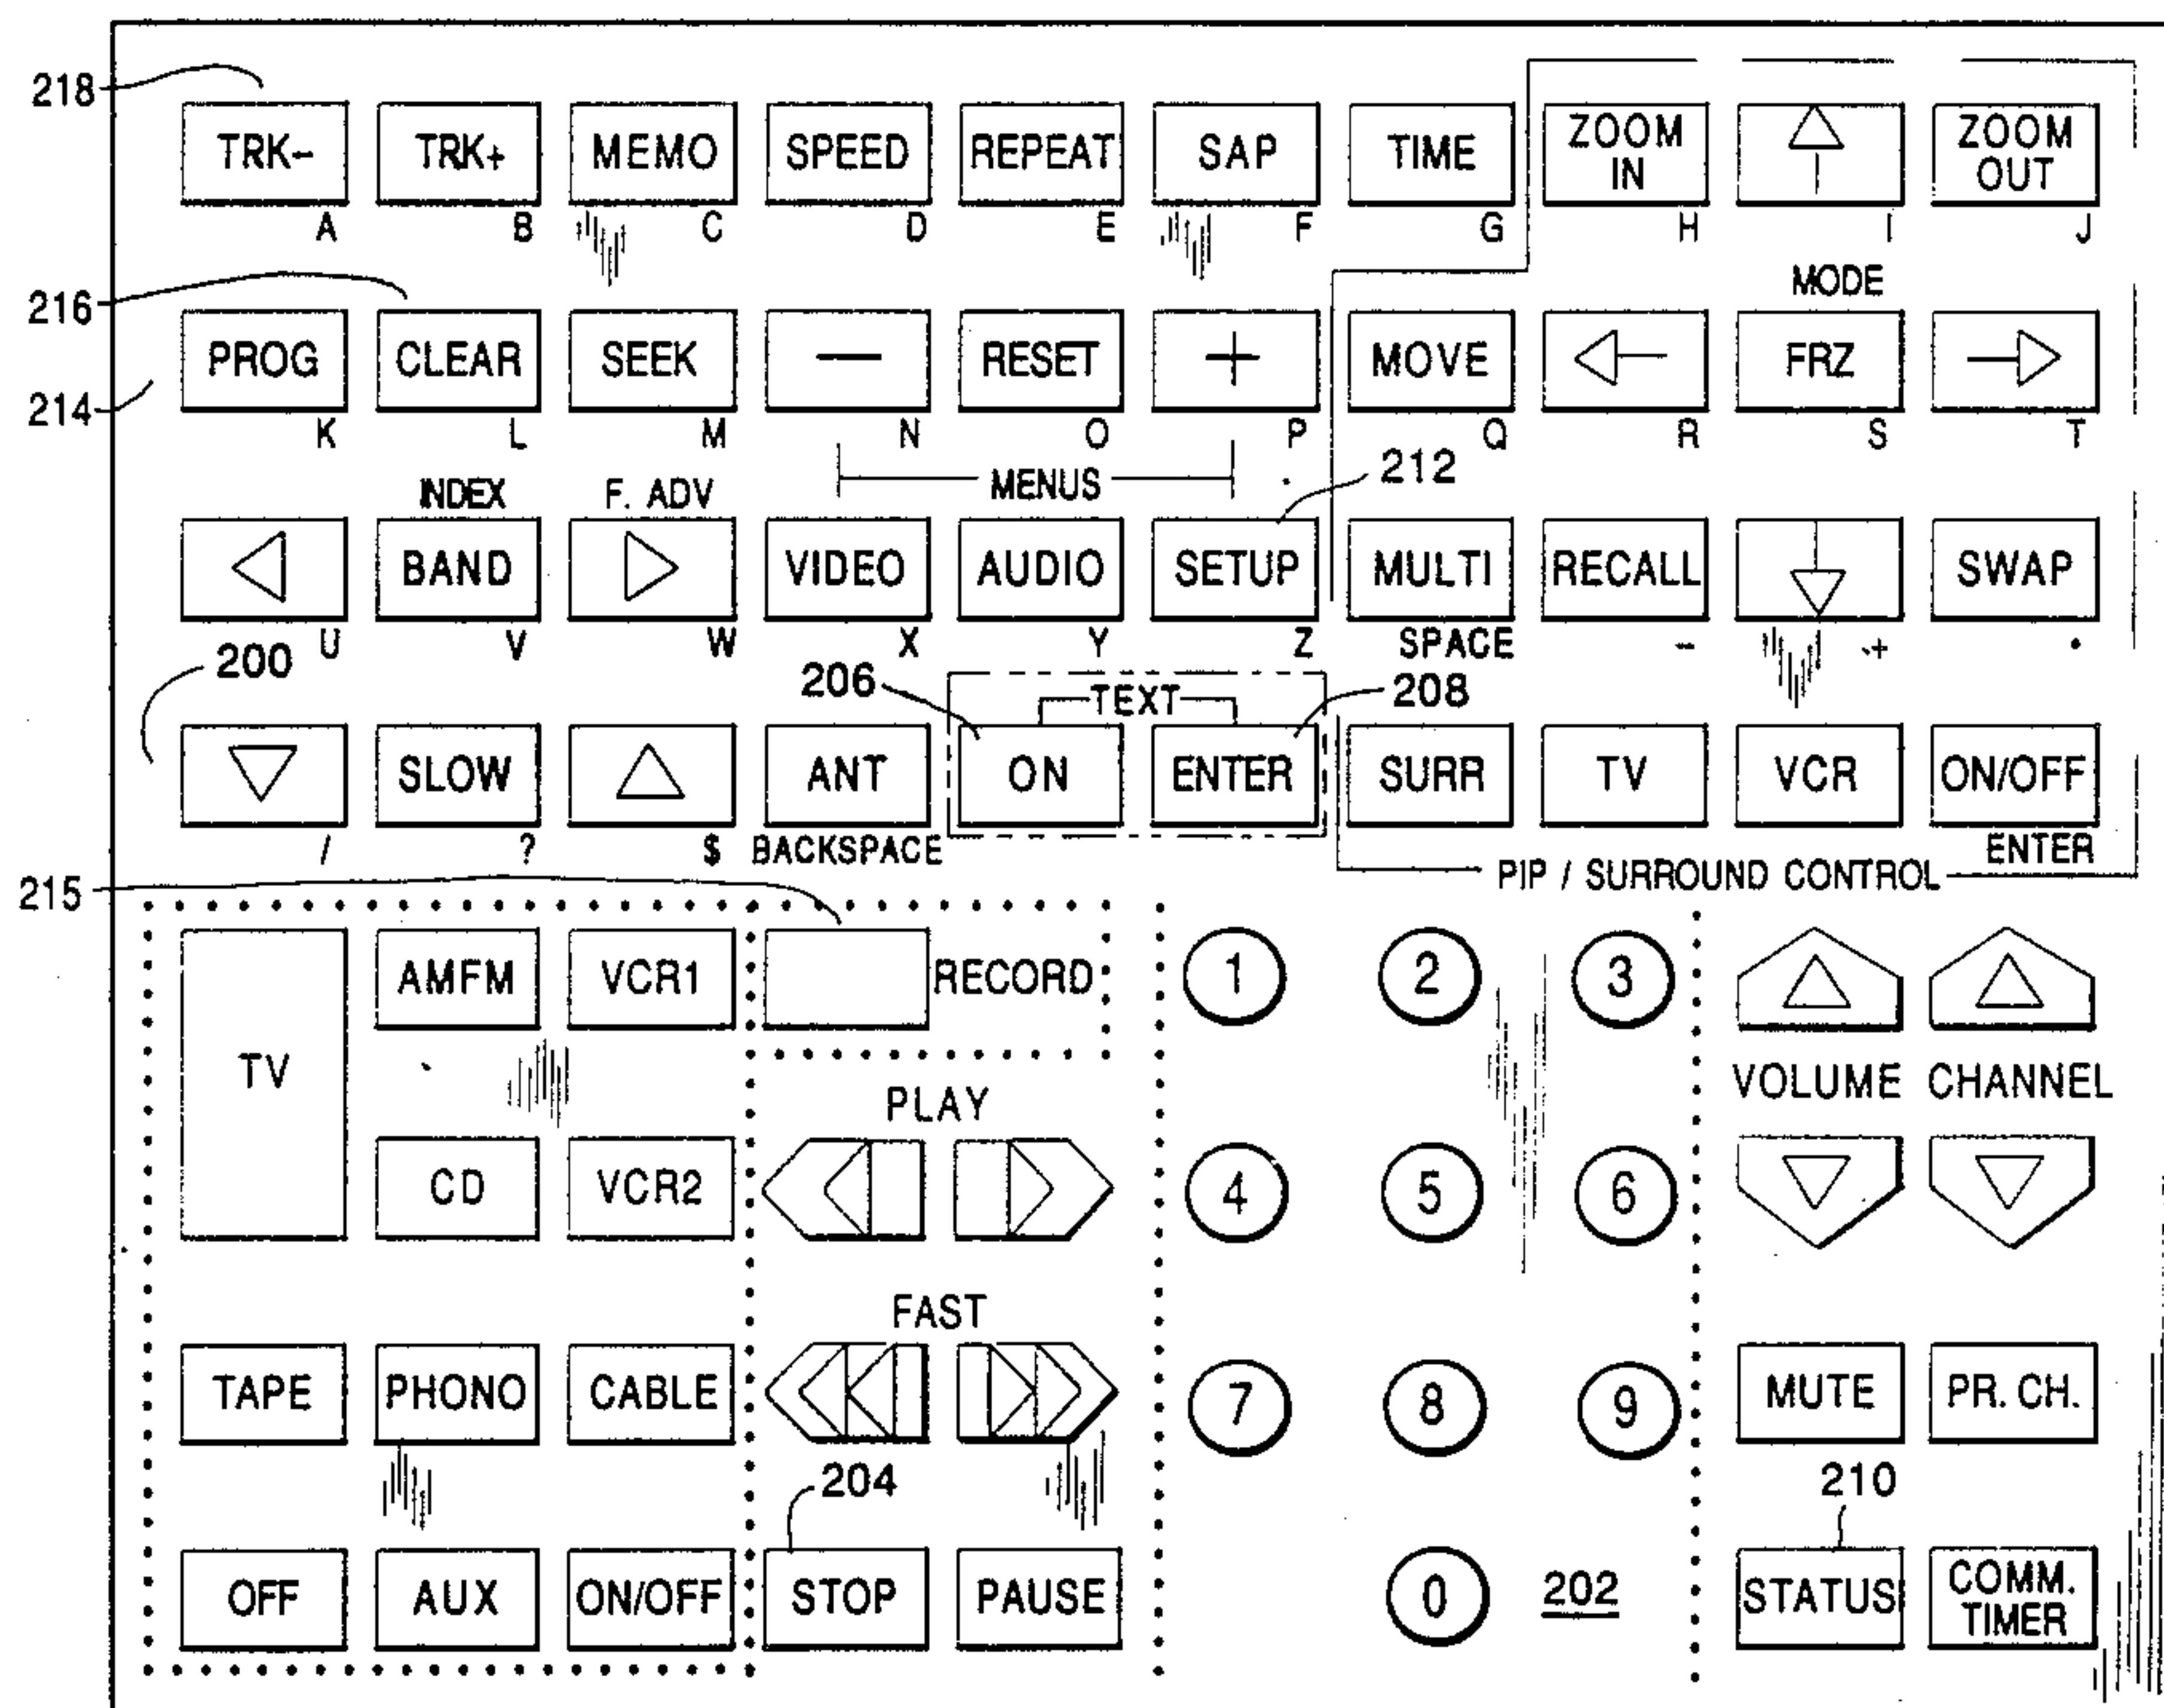 218
TRK- TRK+ MEMO SPEED REPEAT SAP TIME ZOOM IN ZOOM OUT
A B C D E F G H I J
216
MODE
PROG CLEAR SEEK — RESET + MOVE FRZ
214
K L M N O P Q R S T
INDEX F. ADV MENUS 212
BAND VIDEO AUDIO SETUP MULTI RECALL SWAP
U V W X Y Z SPACE - + .
200 206 TEXT 208
SLOW ANT ON ENTER SURR TV VCR ON/OFF
/ ? $ BACKSPACE ENTER
PIP / SURROUND CONTROL
215
TV AMFM VCR1 RECORD 1 2 3
PLAY VOLUME CHANNEL
CD VCR2 4 5 6
FAST
TAPE PHONO CABLE 7 8 9 MUTE PR. CH.
204 210
OFF AUX ON/OFF STOP PAUSE 0 202 STATUS COMM. TIMER